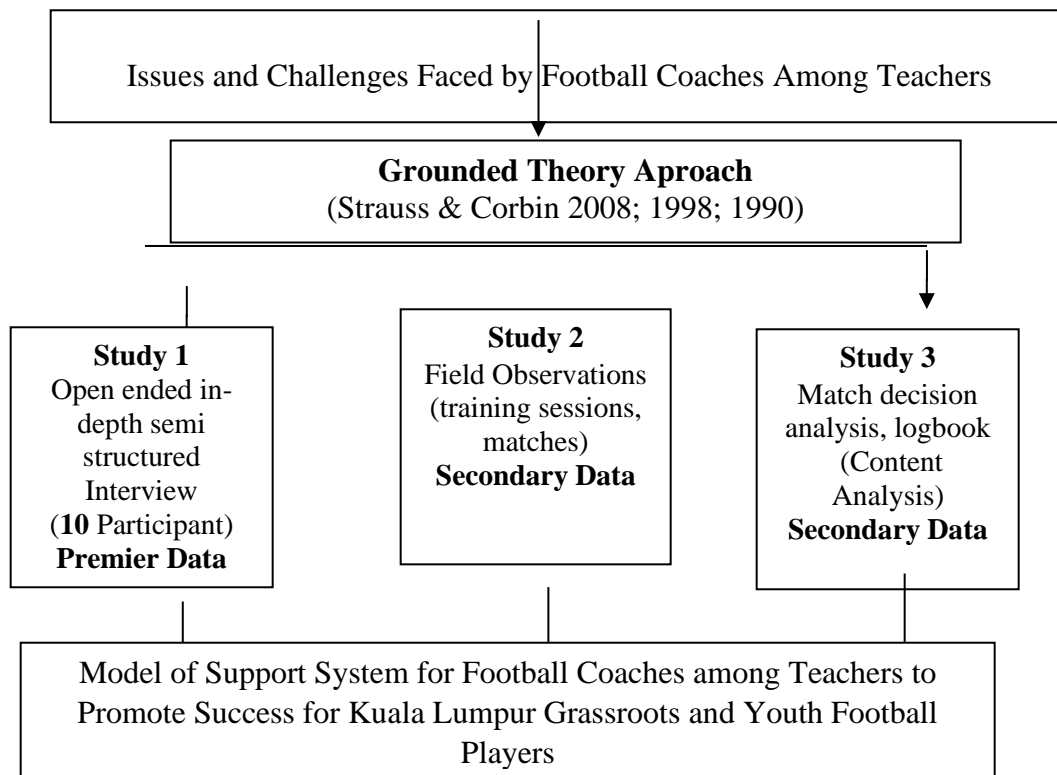 Issues and Challenges Faced by Football Coaches Among Teachers
Grounded Theory Aproach
(Strauss & Corbin 2008; 1998; 1990)
Study 1
Open ended in-
depth semi
structured
Interview
(10 Participant)
Premier Data
Study 2
Field Observations
(training sessions,
matches)
Secondary Data
Study 3
Match decision
analysis, logbook
(Content
Analysis)
Secondary Data
Model of Support System for Football Coaches among Teachers to
Promote Success for Kuala Lumpur Grassroots and Youth Football
Players